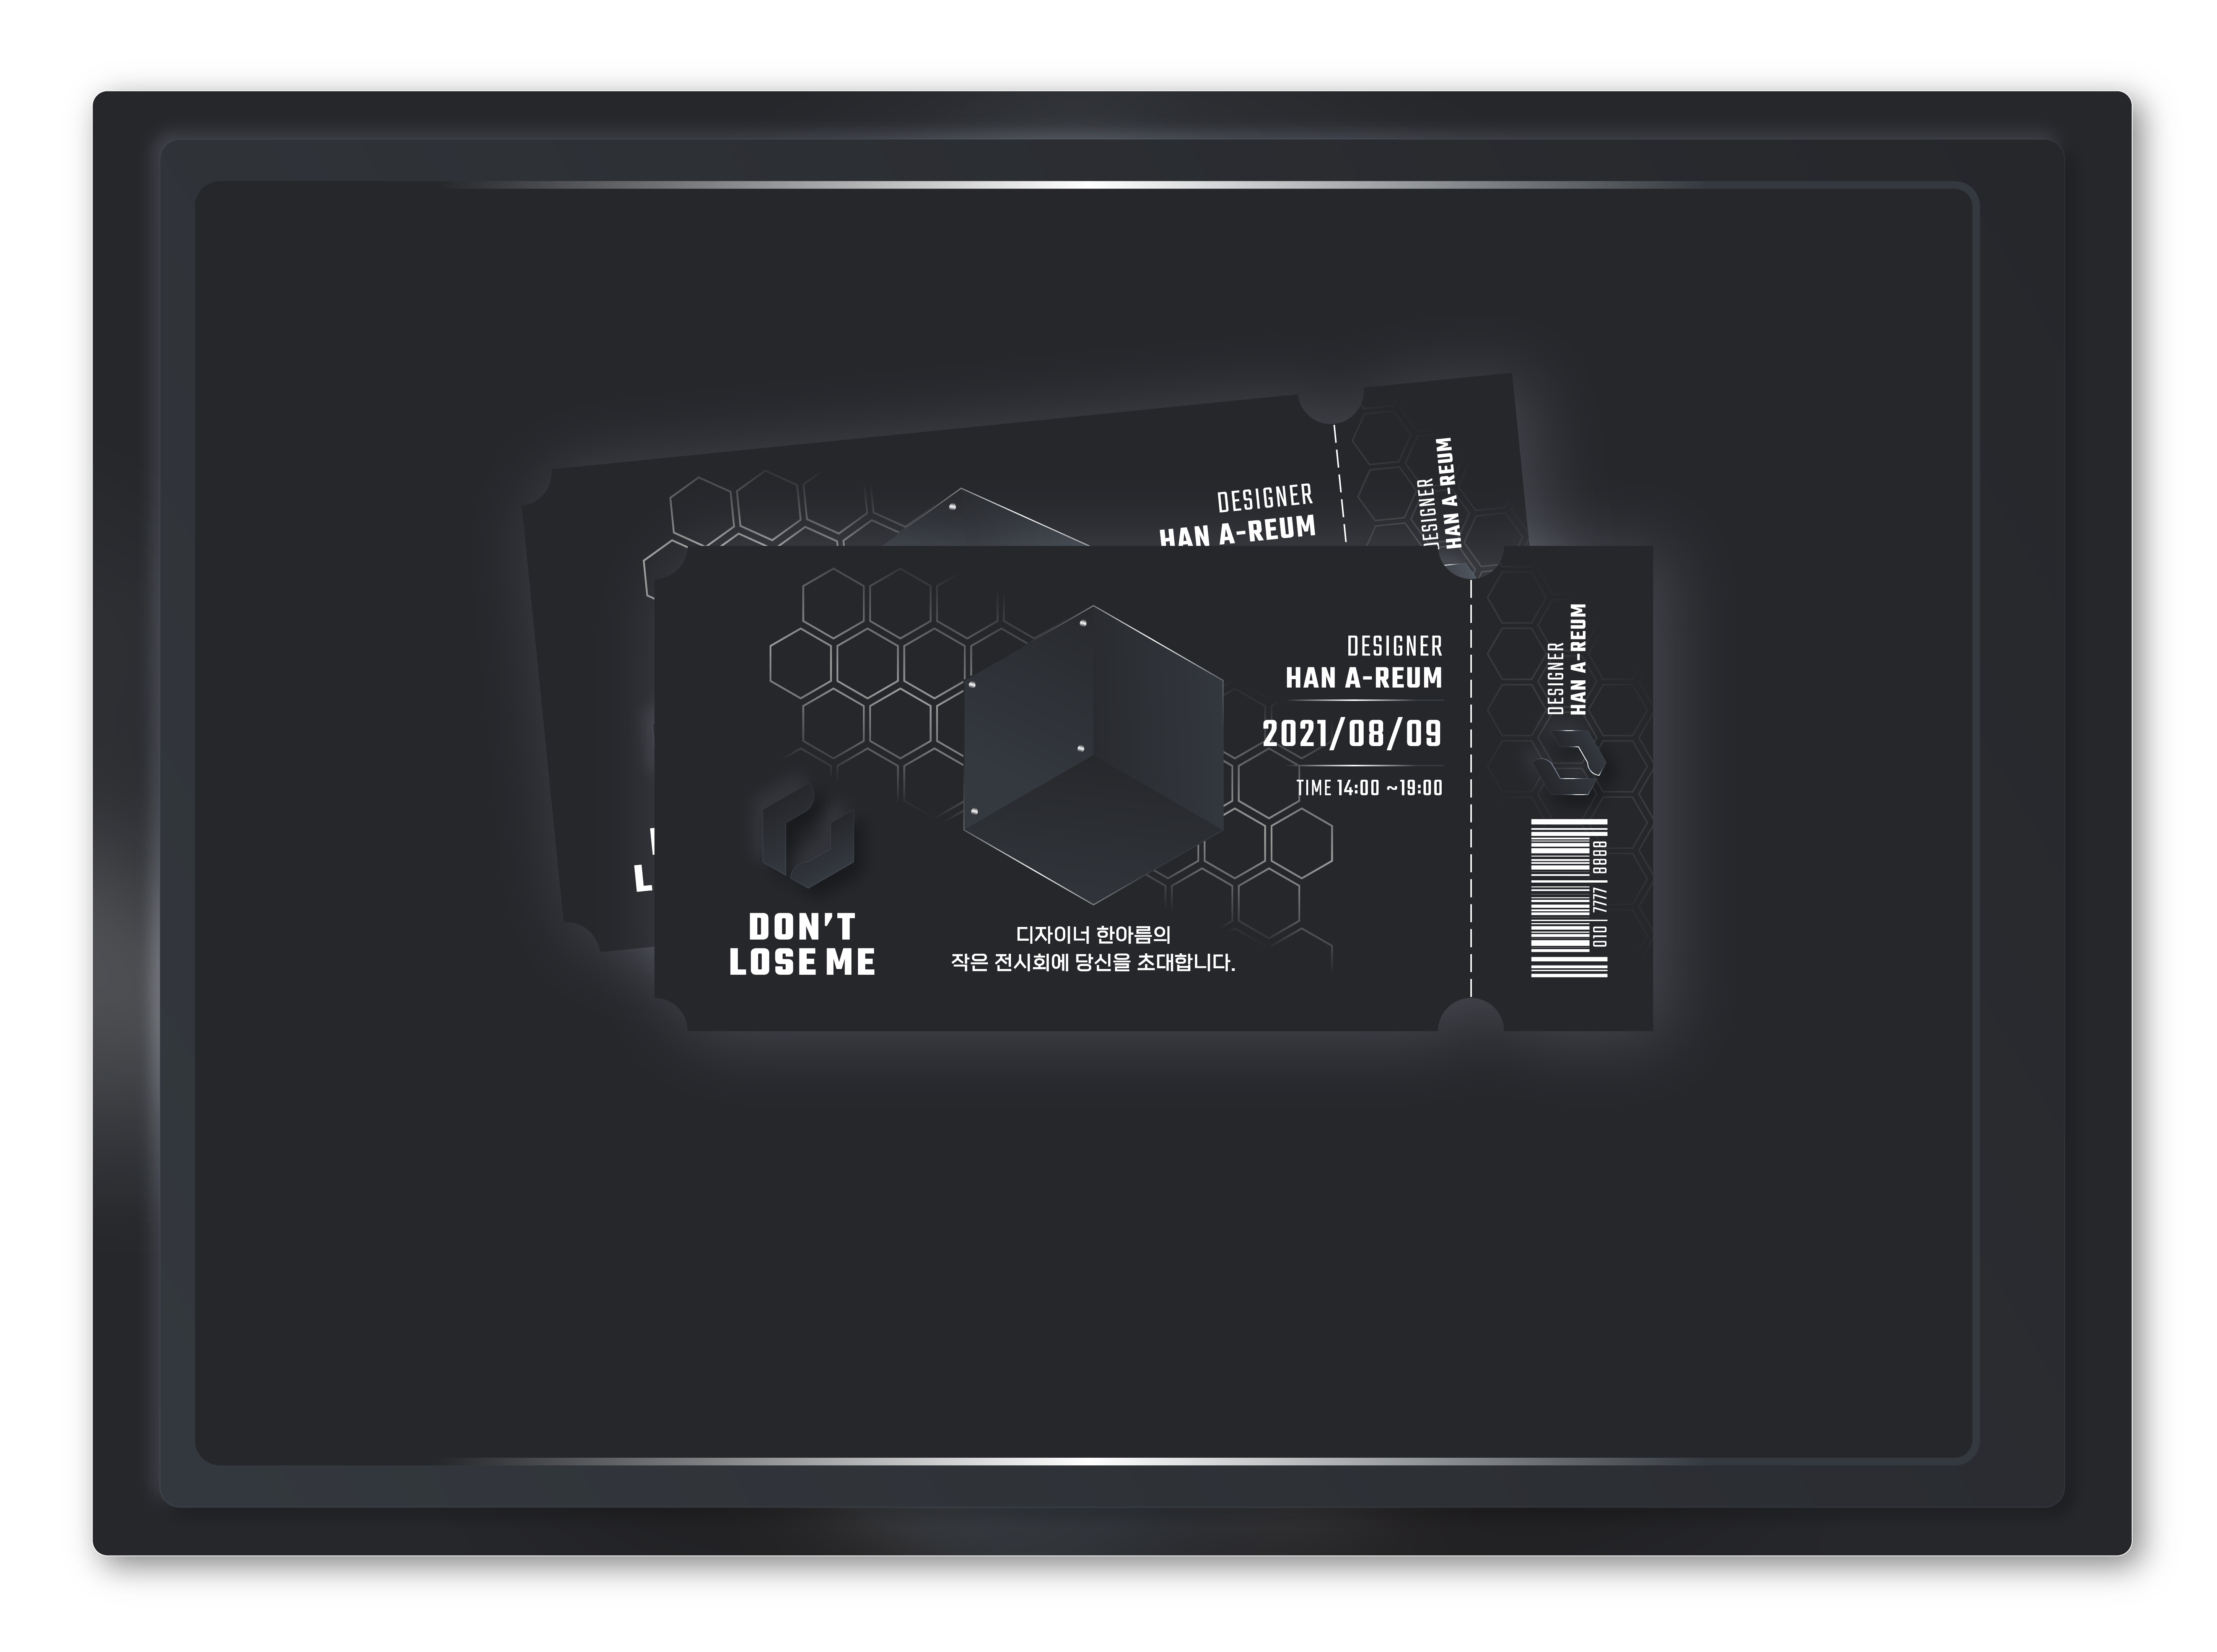 DESIGNER
HAN A-REUM
DESIGNER
HAN A-REUM
L
DESIGNER
HAN A-REUM
2021/08/09
TIME 14:00 ~19:00
DON'T
LOSE ME
디자이너 한아름의
작은 전시회에 당신을 초대합니다.
DESIGNER
HAN A-REUM
010 7777 8888